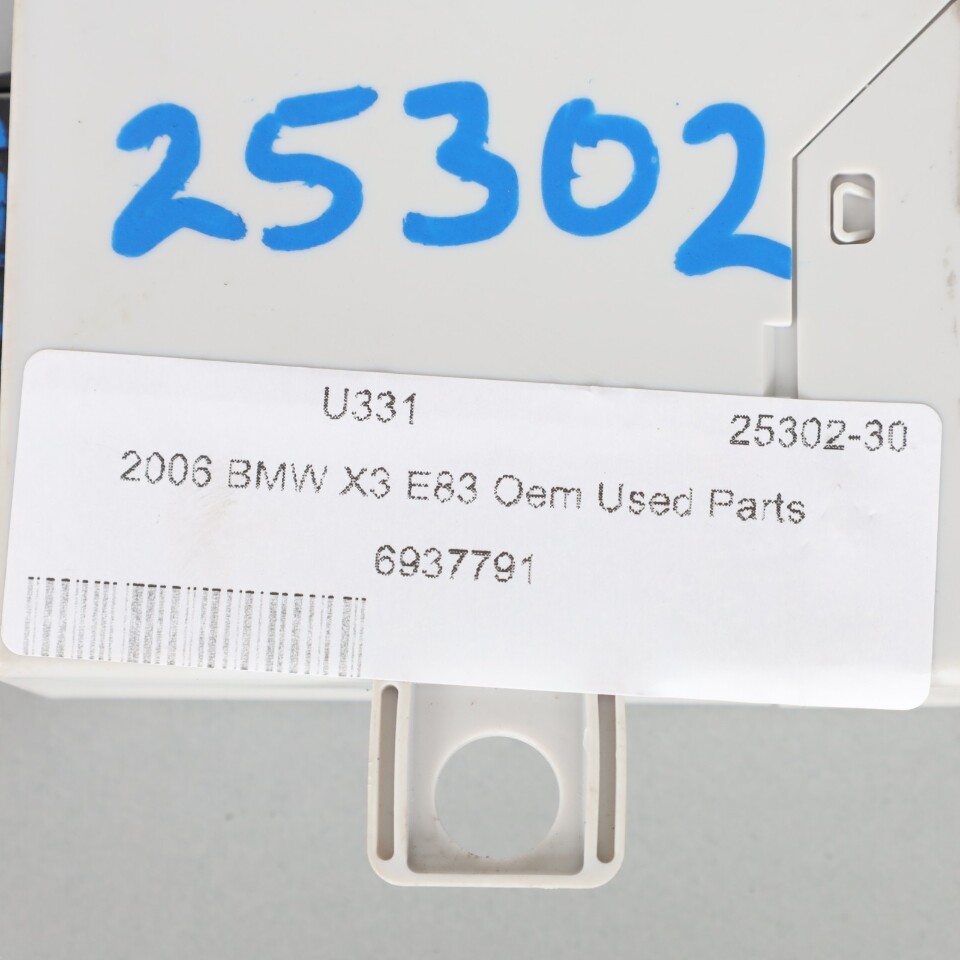 25302
U331 25302-30
2006 BMW X3 E83 Oem Used Parts
6937791